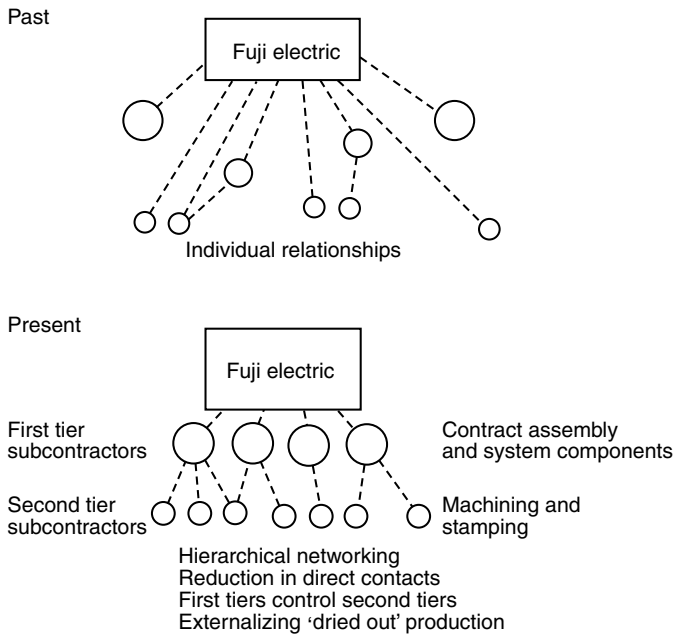 Past
Fuji electric
Individual relationships
Present
Fuji electric
First tier
subcontractors
Contract assembly
and system components
Second tier
subcontractors
Machining and
stamping
Hierarchical networking
Reduction in direct contacts
First tiers control second tiers
Externalizing ‘dried out’ production